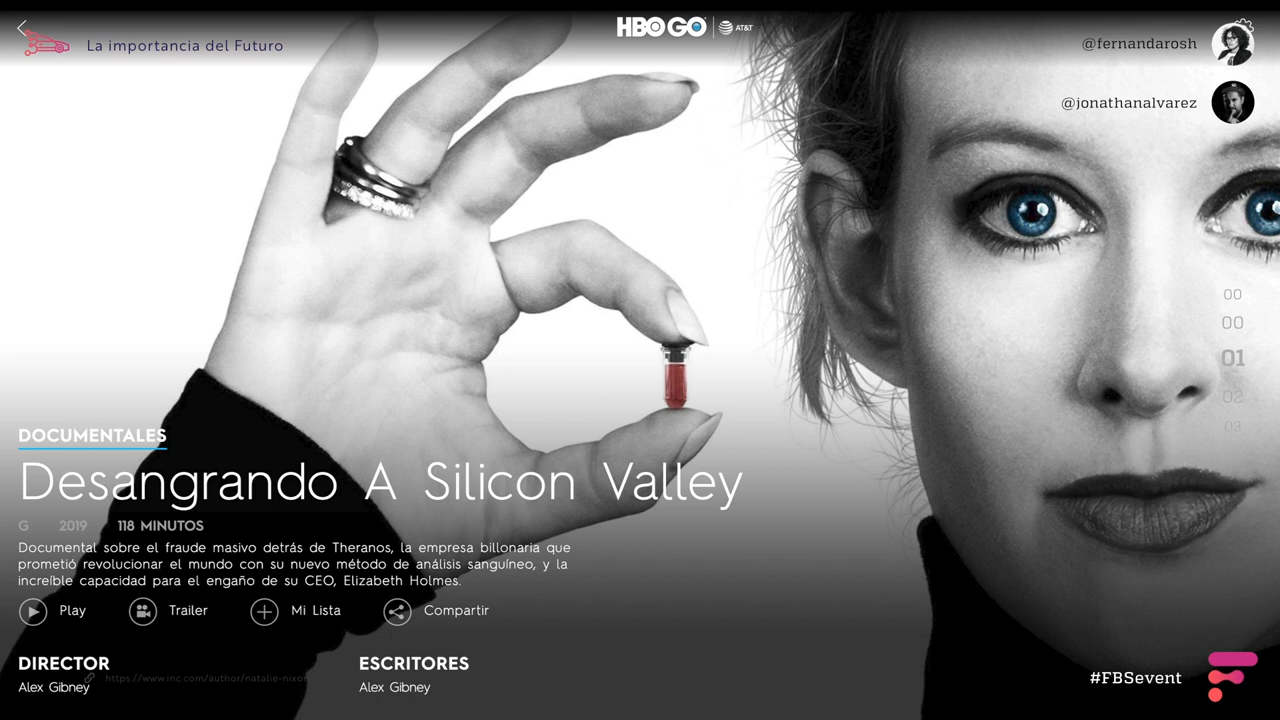 La importancia del Futuro
HBO GO AT&T
@fernandarosh
@jonathanalvarez
00
00
01
02
03
DOCUMENTALES
Desangrando A Silicon Valley
G 2019 118 MINUTOS
Documental sobre el fraude masivo detrás de Theranos, la empresa billonaria que
prometió revolucionar el mundo con su nuevo método de análisis sanguíneo, y la
increíble capacidad para el engaño de su CEO, Elizabeth Holmes.
Play Trailer Mi Lista Compartir
DIRECTOR ESCRITORES
https://www.inc.com/author/natalie-nixon
Alex Gibney Alex Gibney
#FBSevent